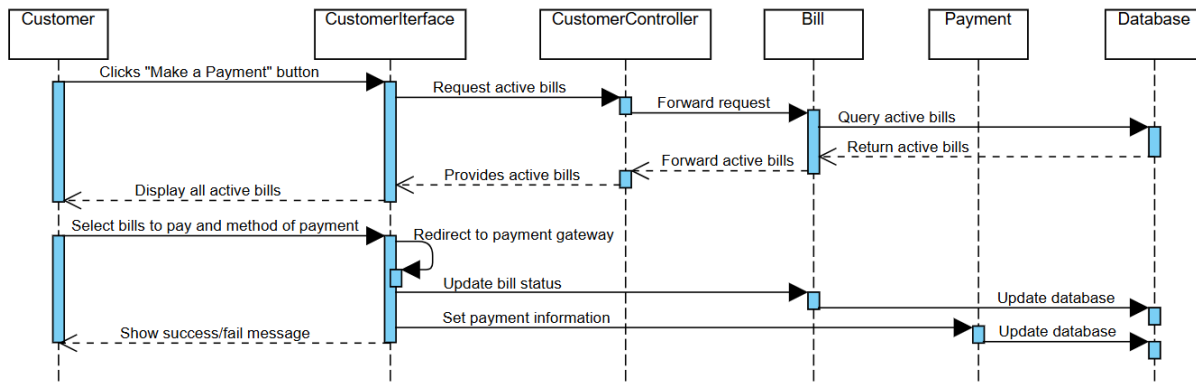 Customer
CustomerIterface
CustomerController
Bill
Payment
Database
Clicks "Make a Payment" button
Request active bills
Forward request
Query active bills
Return active bills
Forward active bills
Provides active bills
Display all active bills
Select bills to pay and method of payment
Redirect to payment gateway
Update bill status
Update database
Set payment information
Update database
Show success/fail message